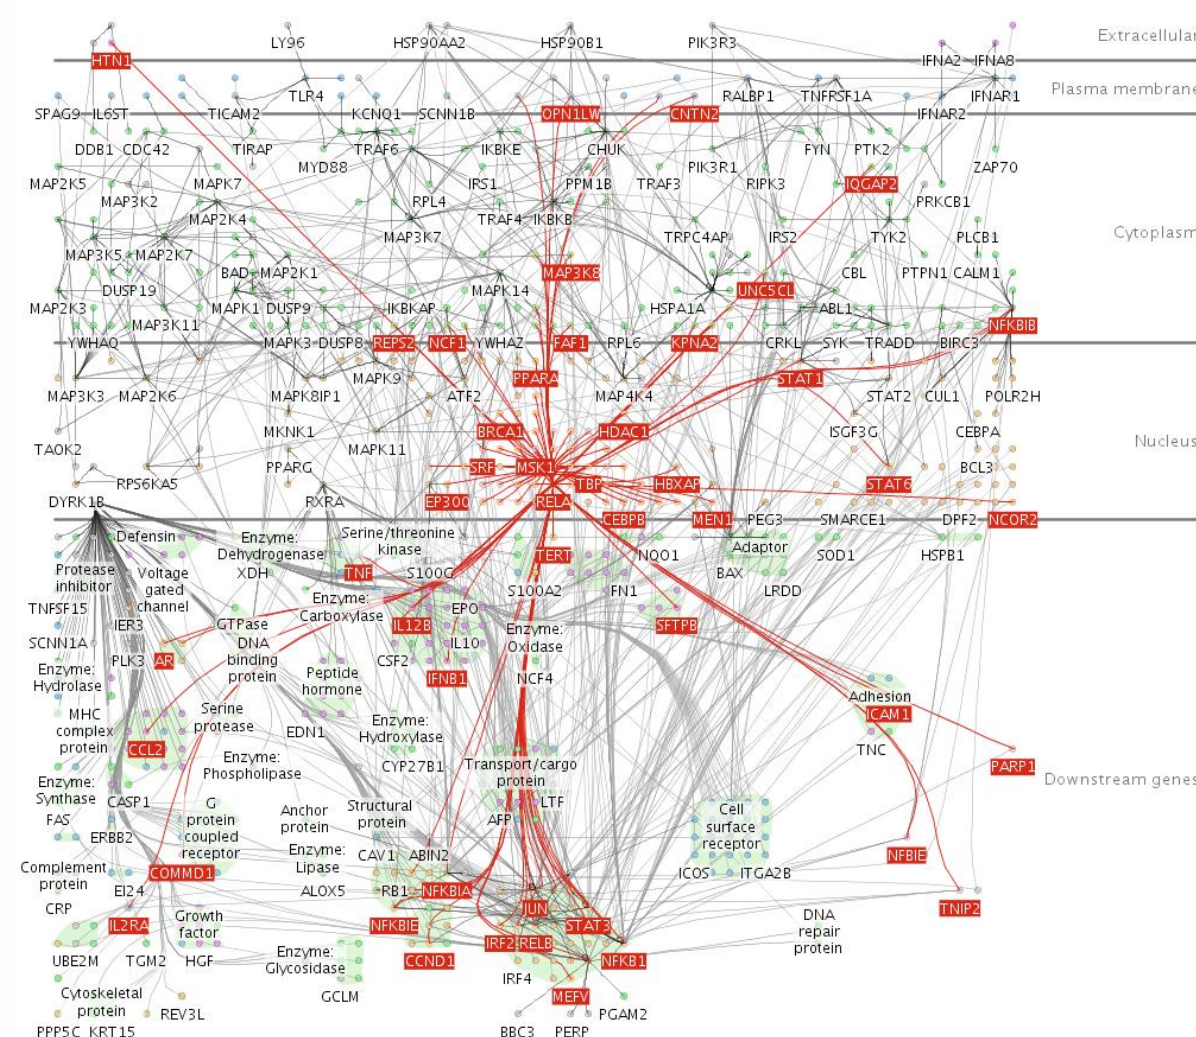 Extracellular
LY96
HSP90AA2
HSP90B1
PIK3R3
HTN1
IFNA2
IFNA8
Plasma membrane
TLR4
RALBP1
TNFRSF1A
IFNAR1
SPAG9
IL6ST
TICAM2
KCNQ1
SCNN1B
OPN1LW
CNTN2
IFNAR2
DDB1
CDC42
TIRAP
TRAF6
IKBKE
CHUK
FYN
PTK2
MYD88
PIK3R1
ZAP70
MAP2K5
MAPK7
IRS1
PPM1B
TRAF3
RIPK3
IQGAP2
MAP3K2
RPL4
PRKCB1
MAP2K4
TRAF4
IKBKB
Cytoplasm
MAP3K7
TRPC4AP
IRS2
TYK2
PLCB1
MAP3K5
MAP2K7
BAD
MAP2K1
MAP3K8
CBL
PTPN1
CALM1
DUSP19
MAPK14
UNC5CL
MAP2K3
MAPK1
DUSP9
IKBKAP
HSPA1A
ABL1
MAP3K11
NFKBIB
YWHAQ
MAPK3
DUSP8
REPS2
NCF1
YWHAZ
FAF1
RPL6
KPNA2
CRKL
SYK
TRADD
BIRC3
MAPK9
PPARA
STAT1
MAP3K3
MAP2K6
MAPK8IP1
ATF2
MAP4K4
STAT2
CUL1
POLR2H
MKNK1
BRCA1
HDAC1
ISGF3G
CEBPA
Nucleus
TAOK2
MAPK11
PPARG
SRF
MSK1
BCL3
RPS6KA5
TBP
HBXAP
STAT6
DYRK1B
RXRA
EP300
RELA
CEBPB
MEN1
PEG3
SMARCE1
DPF2
NCOR2
Defensin
Enzyme:
Dehydrogenase
Serine/threonine
kinase
TERT
NQO1
Adaptor
SOD1
HSPB1
Protease
inhibitor
Voltage
gated
channel
XDH
TNF
S100G
S100A2
FN1
BAX
LRDD
TNFSF15
IER3
GTPase
Enzyme:
Carboxylase
EPO
IL12B
SFTPB
SCNN1A
DNA
binding
protein
IL10
Enzyme:
Oxidase
PLK3
AR
CSF2
Enzyme:
Hydrolase
Peptide
hormone
IFNB1
NCF4
Adhesion
ICAM1
MHC
complex
protein
Serine
protease
EDN1
Enzyme:
Hydroxylase
CCL2
TNC
Enzyme:
Phospholipase
CYP27B1
Transport/cargo
protein
PARP1
Downstream genes
Enzyme:
Synthase
CASP1
LTF
FAS
ERBB2
G
protein
coupled
receptor
Anchor
protein
Structural
protein
AFP
Cell
surface
receptor
CAV1
ABIN2
NFBIE
Enzyme:
Lipase
Complement
protein
COMMD1
ICOS
ITGA2B
EI24
ALOX5
RB1
NFKBIA
CRP
JUN
TNIP2
IL2RA
Growth
factor
NFKBIE
STAT3
DNA
repair
protein
IRF2
RELB
UBE2M
TGM2
HGF
Enzyme:
Glycosidase
CCND1
NFKB1
IRF4
Cytoskeletal
protein
GCLM
MEFV
REV3L
PGAM2
PPP5C
KRT15
BBC3
PERP